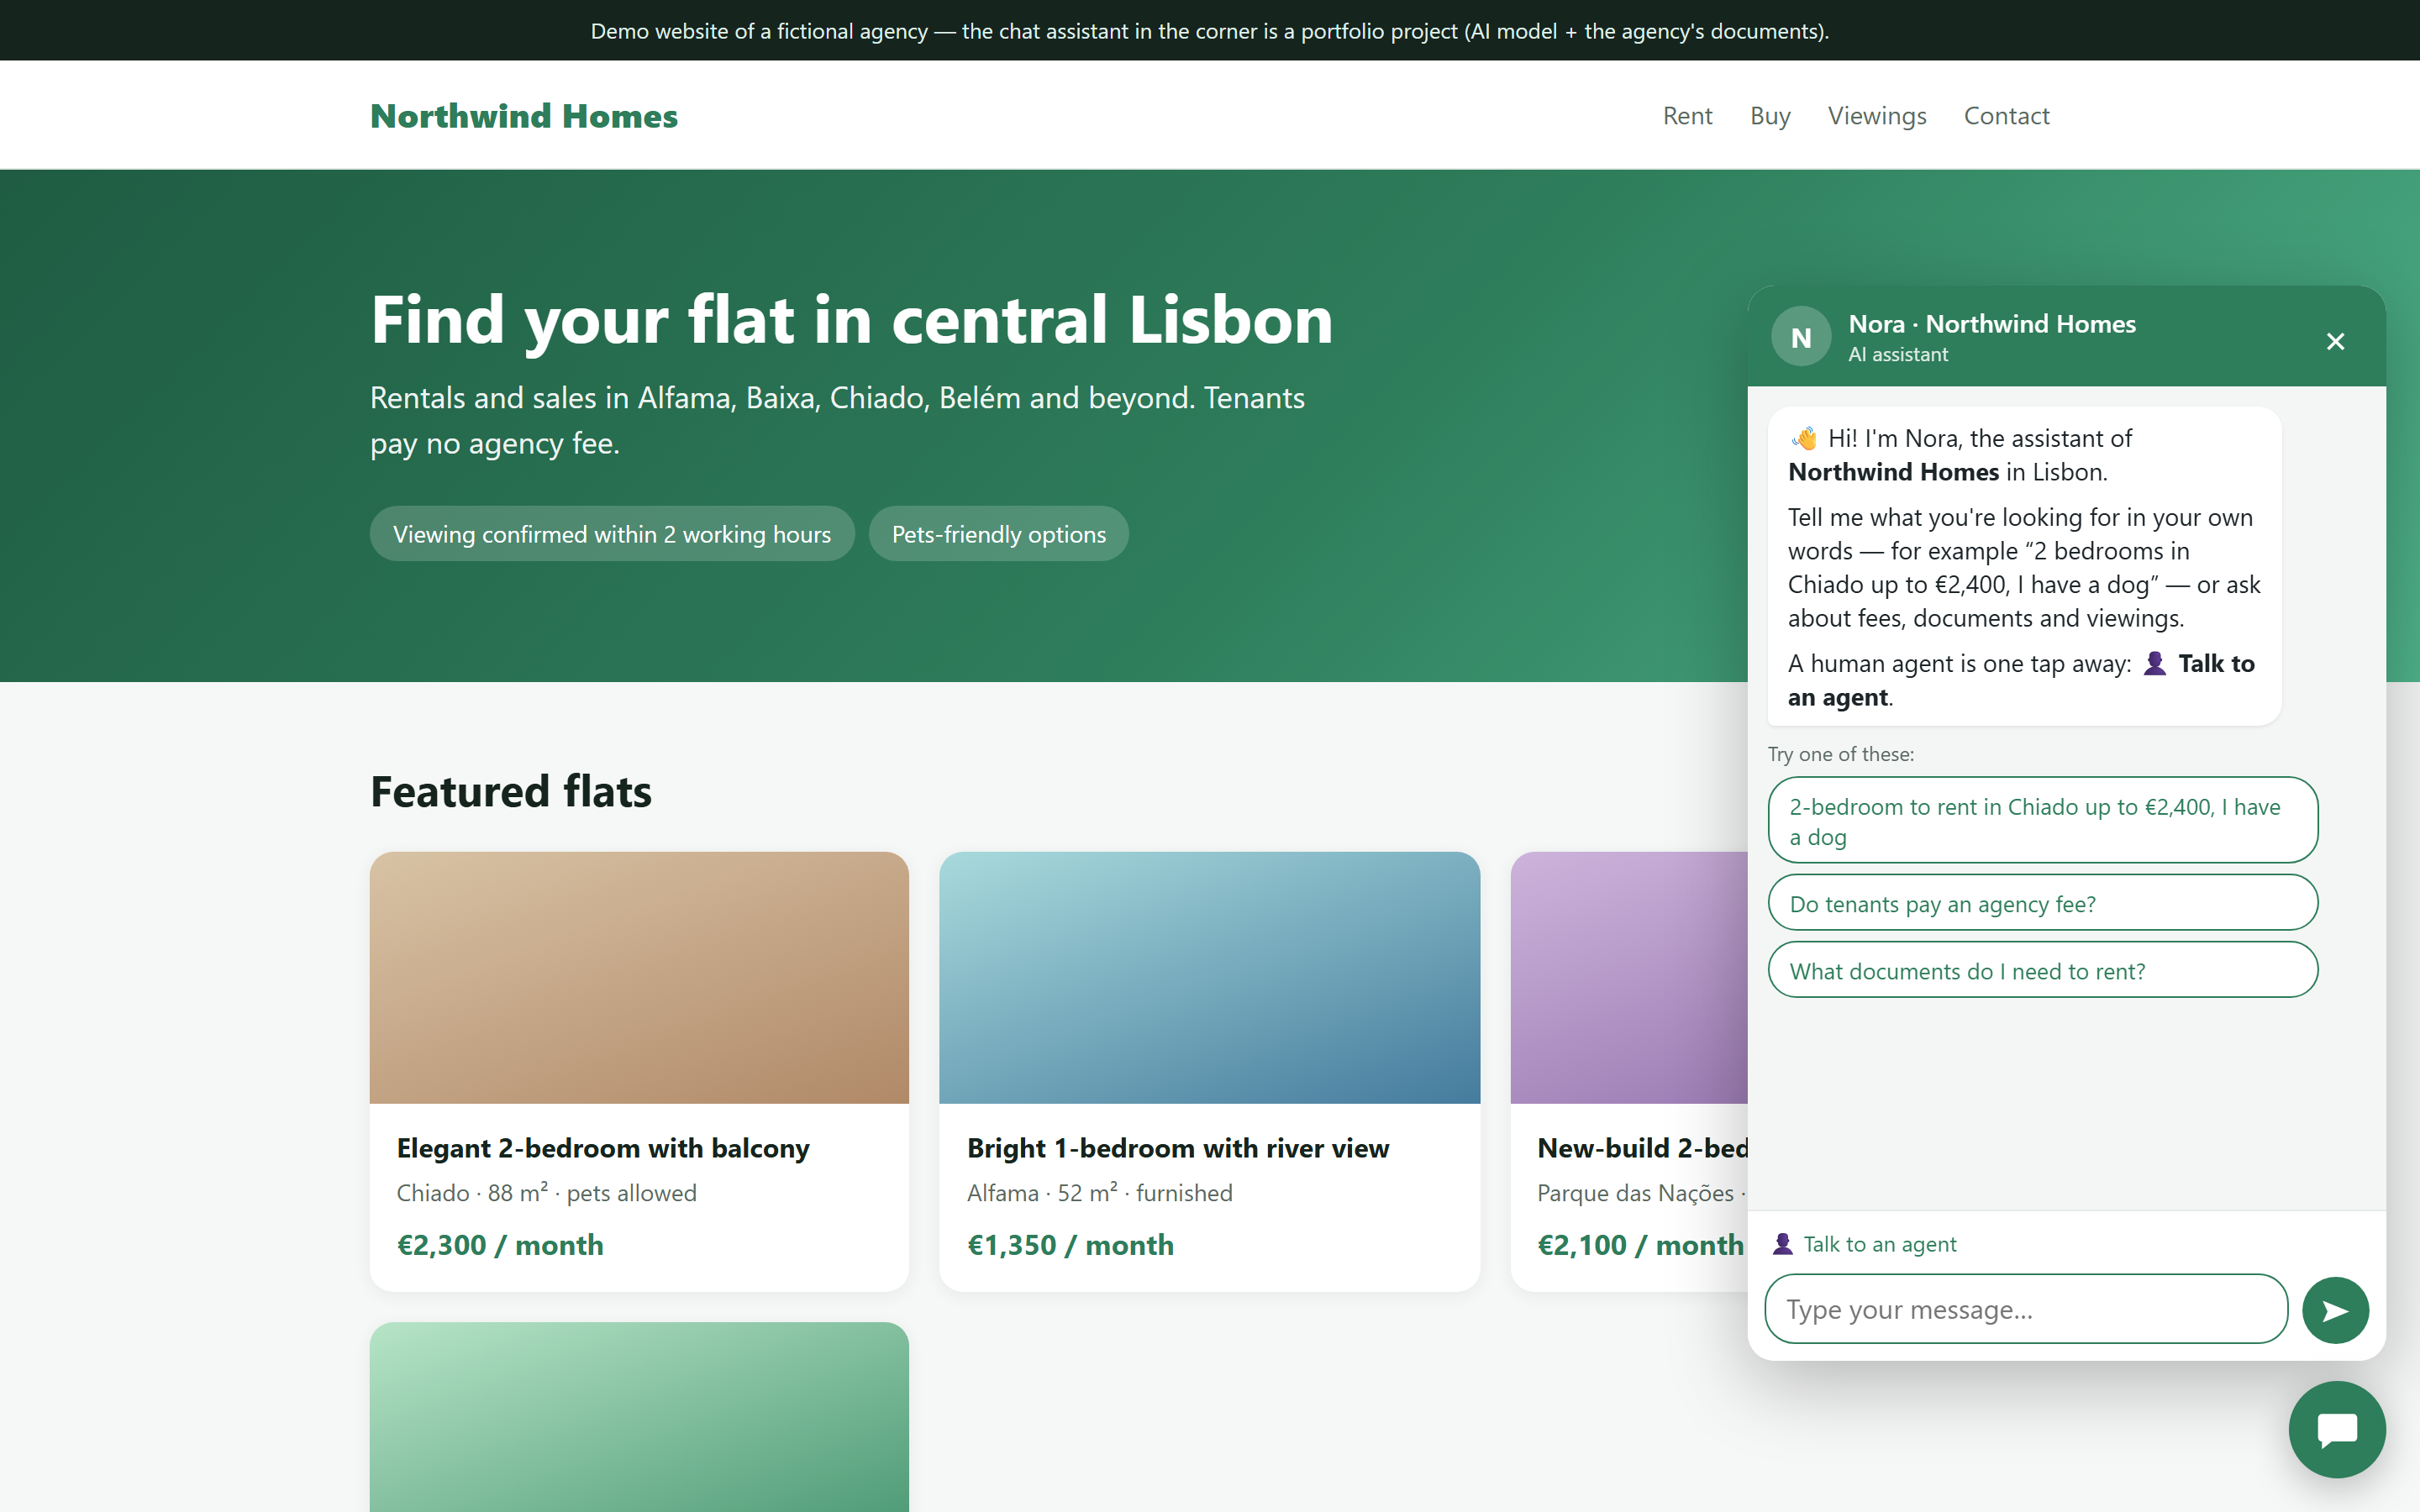 Demo website of a fictional agency — the chat assistant in the corner is a portfolio project (AI model + the agency's documents).
Northwind Homes
Rent Buy Viewings Contact
Find your flat in central Lisbon
Rentals and sales in Alfama, Baixa, Chiado, Belém and beyond. Tenants
pay no agency fee.
Viewing confirmed within 2 working hours
Pets-friendly options
Featured flats
Elegant 2-bedroom with balcony
Chiado · 88 m² · pets allowed
€2,300 / month
Bright 1-bedroom with river view
Alfama · 52 m² · furnished
€1,350 / month
New-build 2-bed
Parque das Nações ·
€2,100 / month
N
Nora · Northwind Homes
AI assistant
👋 Hi! I'm Nora, the assistant of
Northwind Homes in Lisbon.
Tell me what you're looking for in your own
words — for example “2 bedrooms in
Chiado up to €2,400, I have a dog” — or ask
about fees, documents and viewings.
A human agent is one tap away: 👤 Talk to
an agent.
Try one of these:
2-bedroom to rent in Chiado up to €2,400, I have
a dog
Do tenants pay an agency fee?
What documents do I need to rent?
👤 Talk to an agent
Type your message...